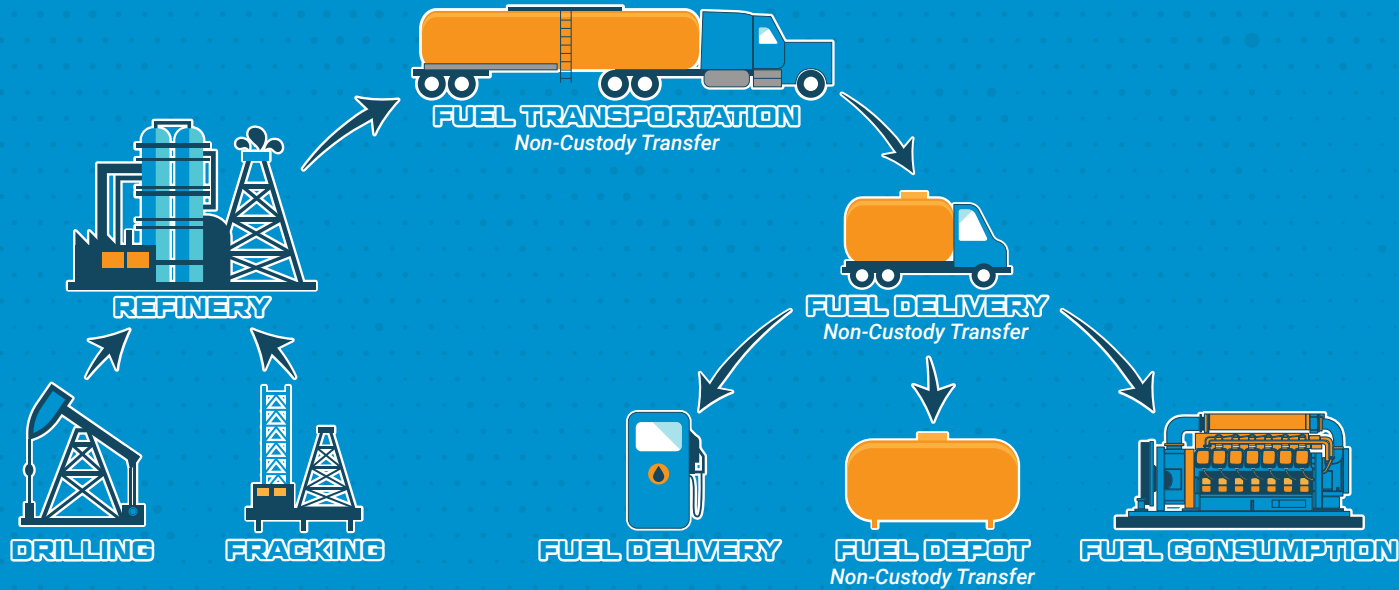 FUEL TRANSPORTATION
Non-Custody Transfer
REFINERY
FUEL DELIVERY
Non-Custody Transfer
DRILLING
FRACKING
FUEL DELIVERY
FUEL DEPOT
Non-Custody Transfer
FUEL CONSUMPTION